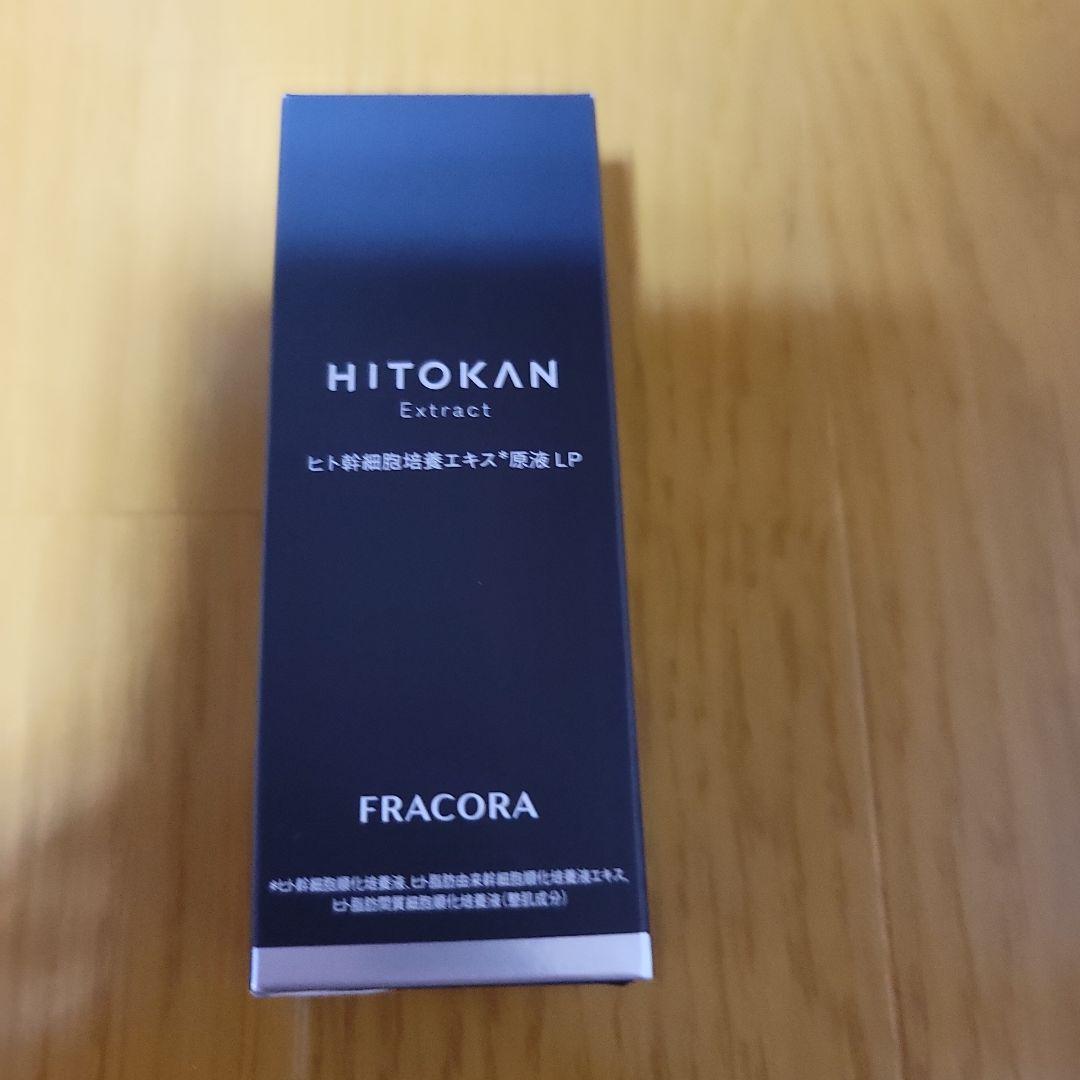 HITOKAN
Extract
ヒト幹細胞培養エキス*原液 LP
FRACORA
*ヒト幹細胞順化培養液、ヒト脂肪由来幹細胞順化培養液エキス、
ヒト脂肪間質細胞順化培養液(整肌成分)